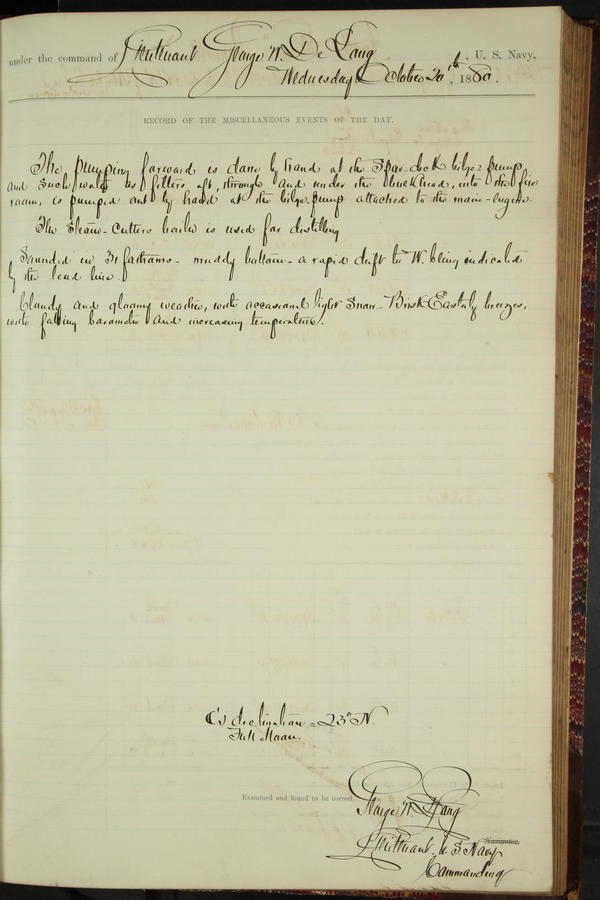 under the command of Lieutenant George W. De Long, U. S. Navy,
Wednesday October 20th, 1880.
RECORD OF THE MISCELLANEOUS EVENTS OF THE DAY.
The pumping forward is done by hand at the Spar-deck bilge pump,
and such water as filters aft, through and under the bulkhead, into the fire
room, is pumped out by hand at the bilge pump attached to the main-engine.
The Steam-Cutters boiler is used for distilling
Sounded in 31 fathoms - muddy bottom - a rapid drift to W. being indicated
by the lead line
Cloudy and gloomy weather, with occasional light snow - Brisk Easterly breezes,
with falling barometer and increasing temperature.
☾'s declination = 23° N.
Full Moon.
Examined and found to be correct.
George W. De Long
Navigator.
Lieutenant U. S. Navy
Commanding